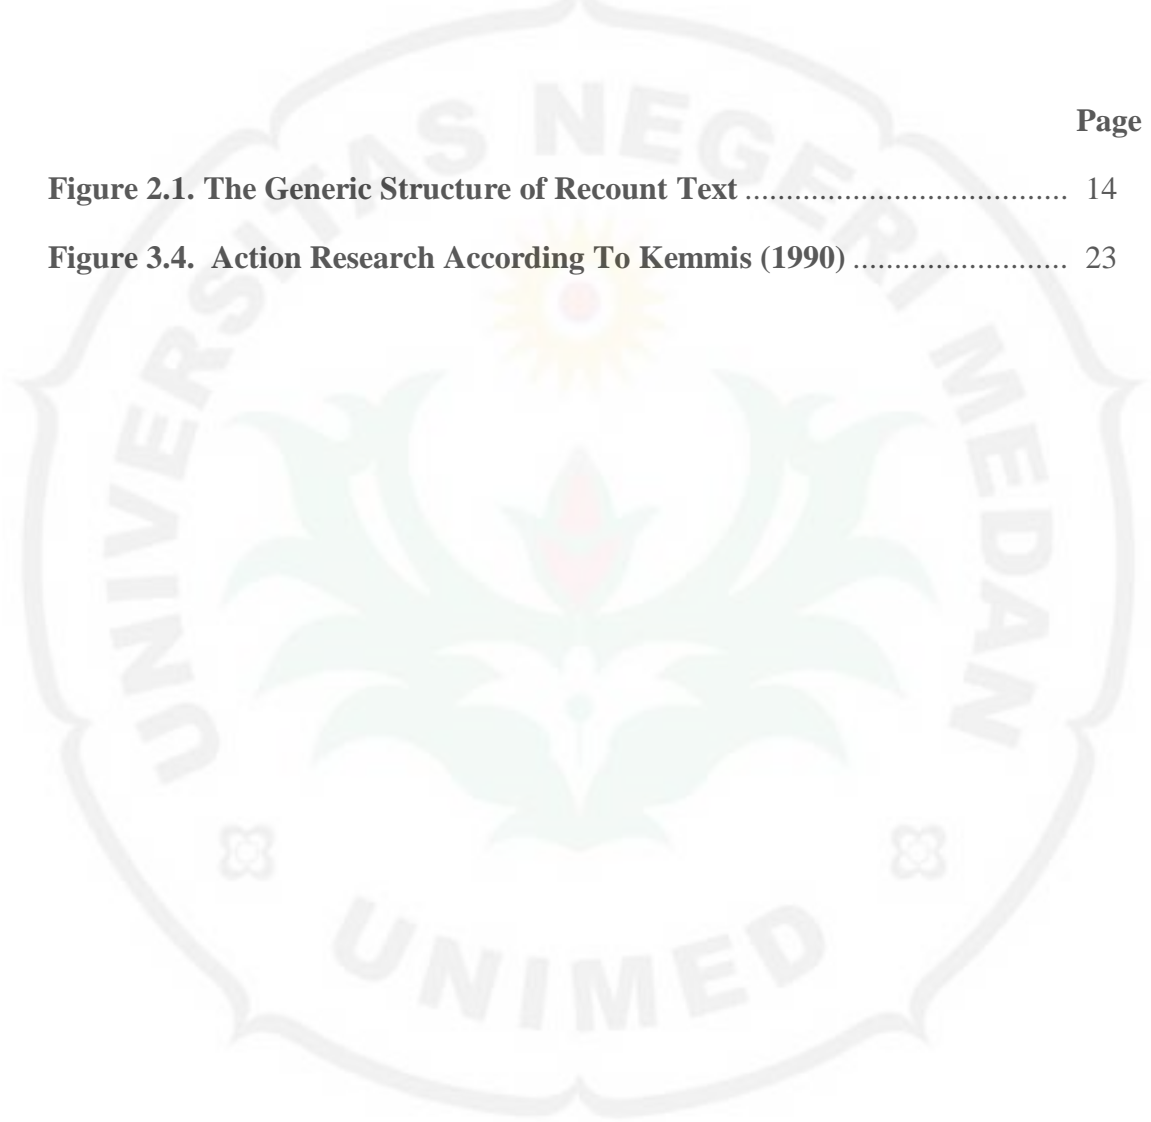 Page
Figure 2.1. The Generic Structure of Recount Text ........................................ 14
Figure 3.4.  Action Research According To Kemmis (1990) .......................... 23
UNIVERSITAS NEGERI MEDAN
UNIMED